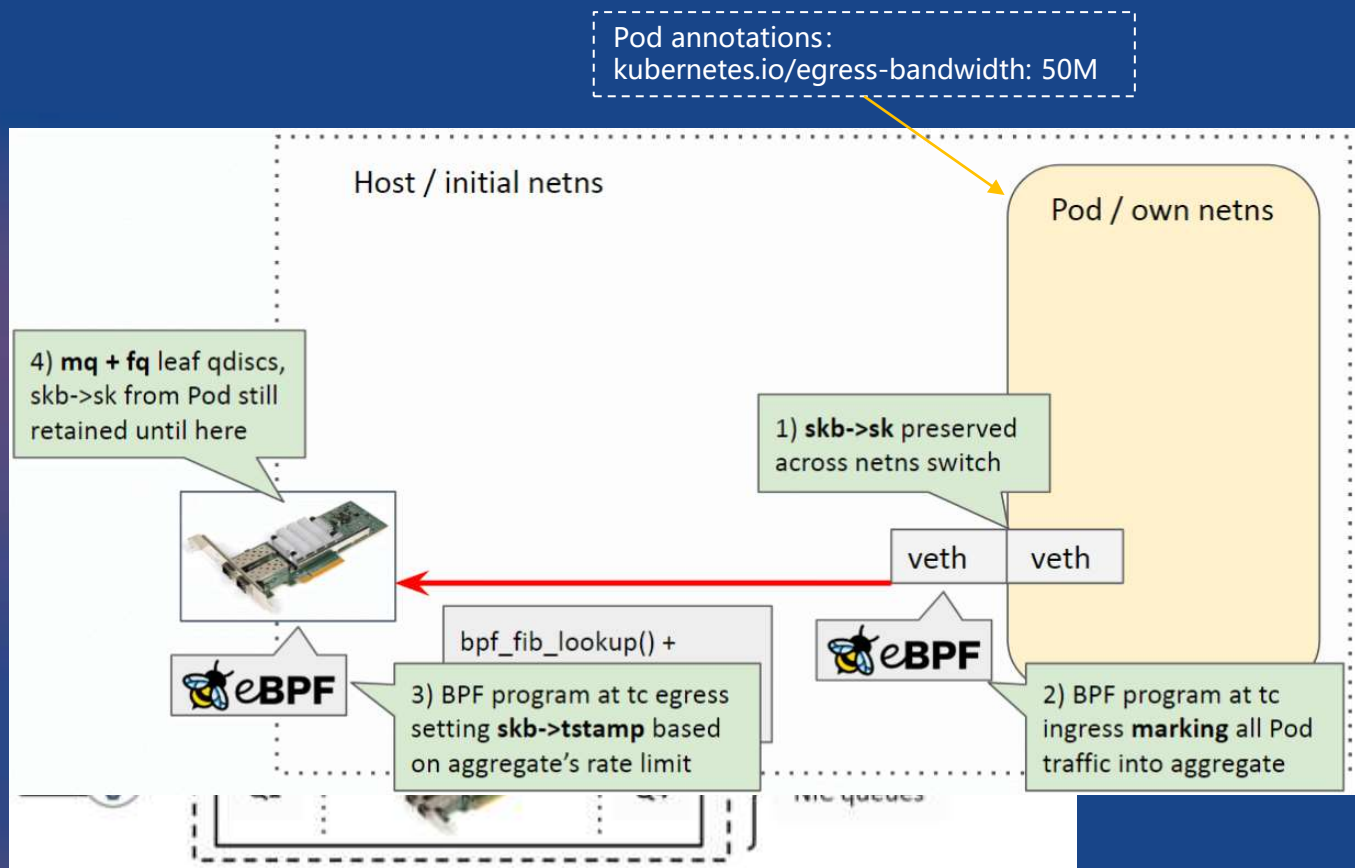 Pod annotations:
kubernetes.io/egress-bandwidth: 50M
Host / initial netns
Pod / own netns
4) mq + fq leaf qdiscs,
skb->sk from Pod still
retained until here
1) skb->sk preserved
across netns switch
veth
veth
bpf_fib_lookup() +
eBPF
eBPF
3) BPF program at tc egress
setting skb->tstamp based
on aggregate's rate limit
2) BPF program at tc
ingress marking all Pod
traffic into aggregate
NIC queues